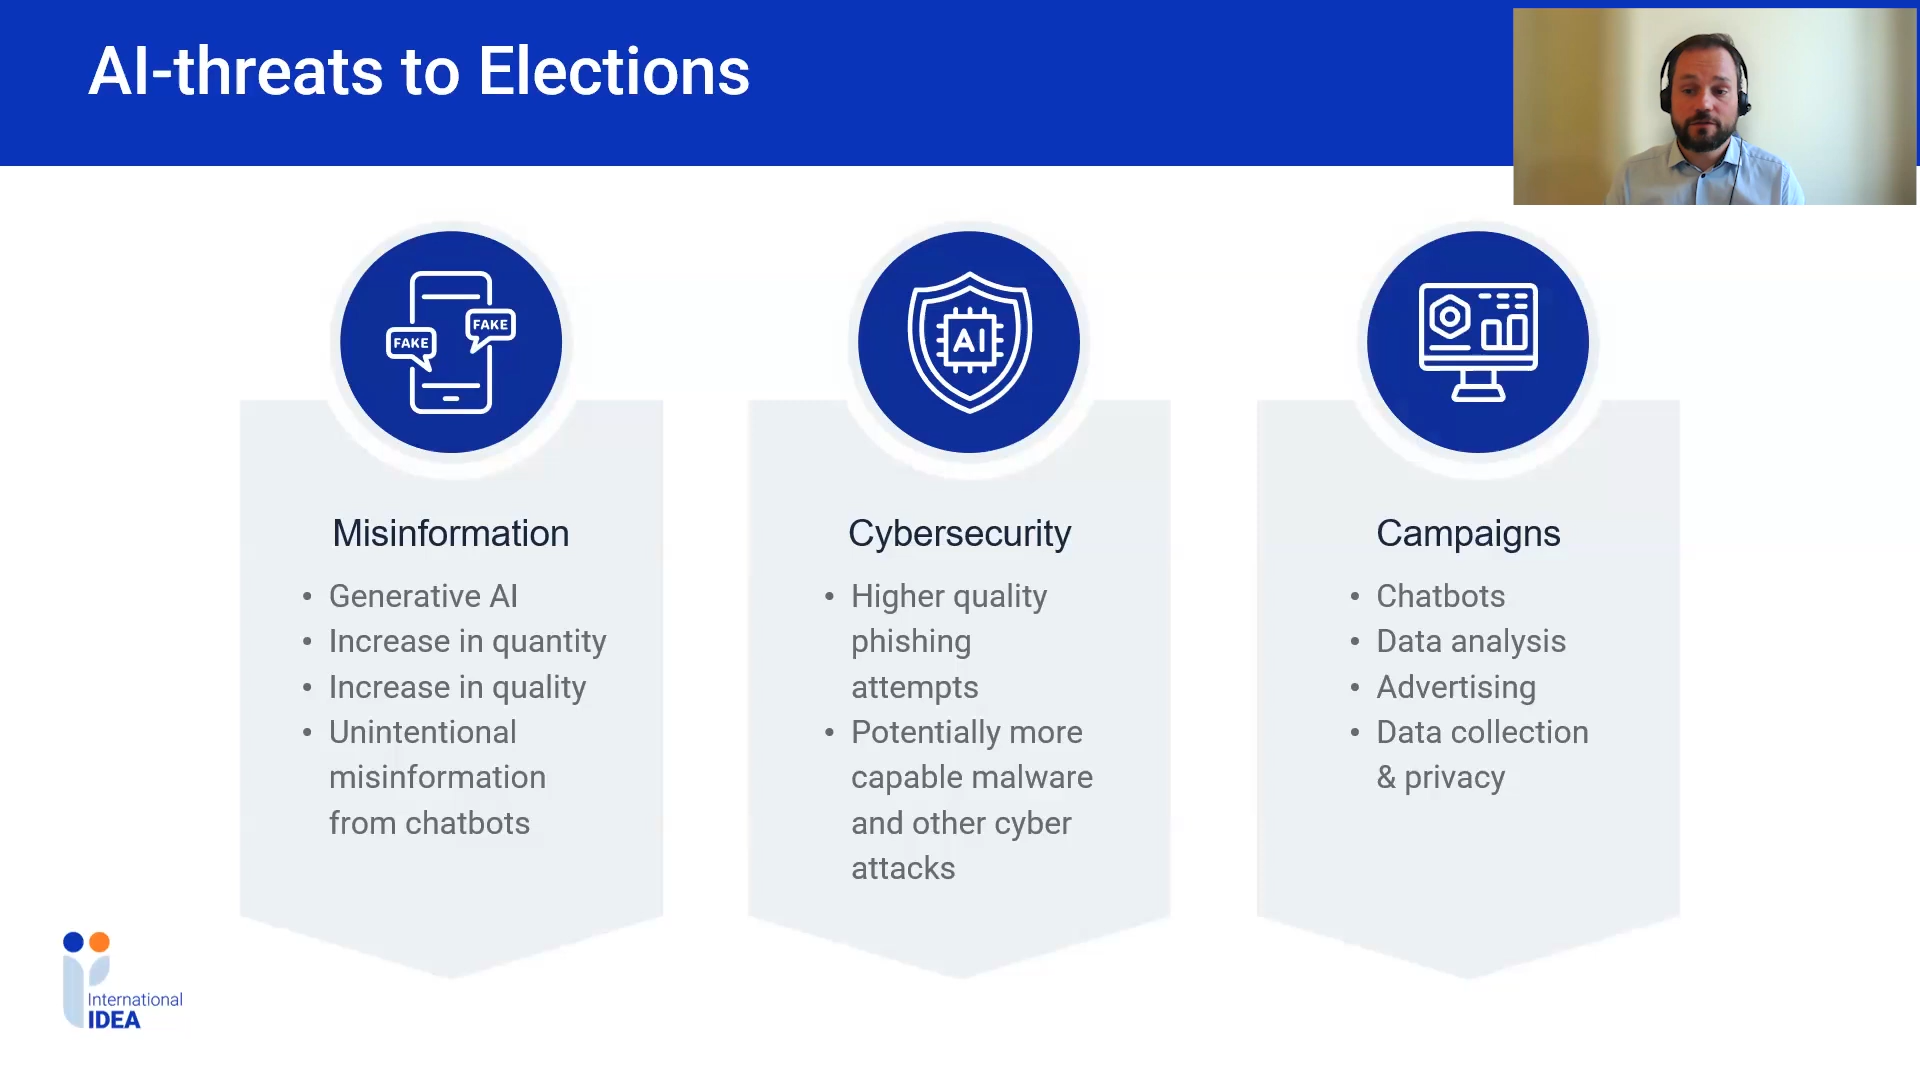 AI-threats to Elections
FAKE
FAKE
AI
Misinformation
• Generative AI
• Increase in quantity
• Increase in quality
• Unintentional
misinformation
from chatbots
Cybersecurity
• Higher quality
phishing
attempts
• Potentially more
capable malware
and other cyber
attacks
Campaigns
• Chatbots
• Data analysis
• Advertising
• Data collection
& privacy
International
IDEA